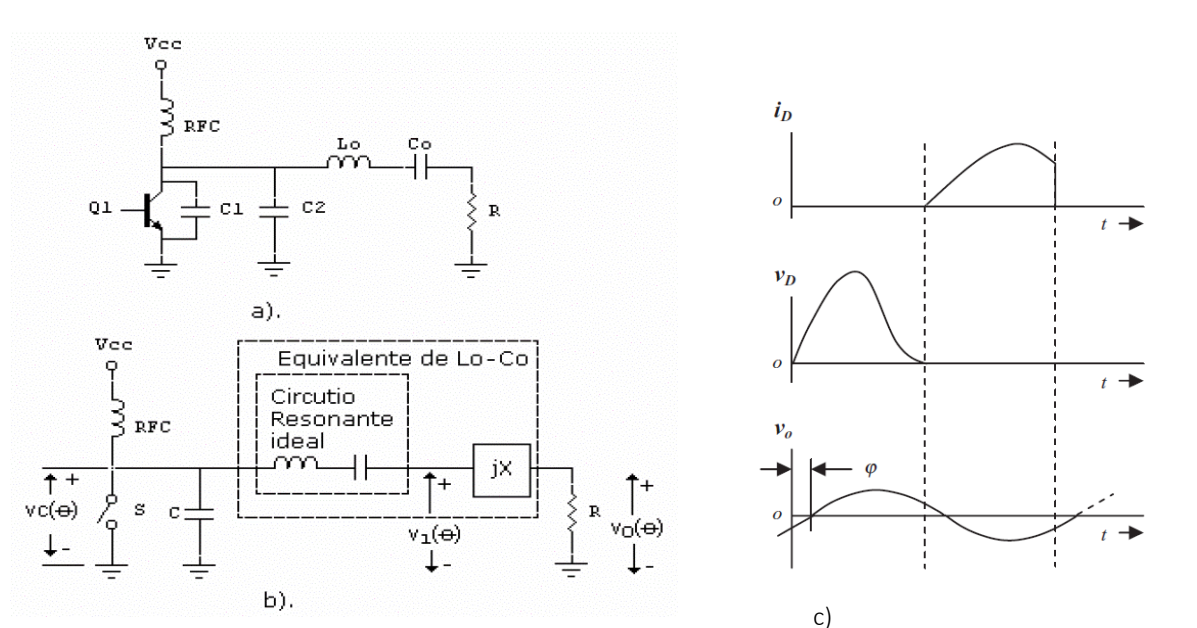 Vcc
RFC
Lo
Co
Q1
C1
C2
R
a).
Vcc
RFC
Equivalente de Lo-Co
Circutio
Resonante
ideal
jX
+
vc(ө)
-
S
C
+
v1(ө)
-
R
+
vo(ө)
-
b).
iD
o
t
vD
o
t
vo
φ
o
t
c)